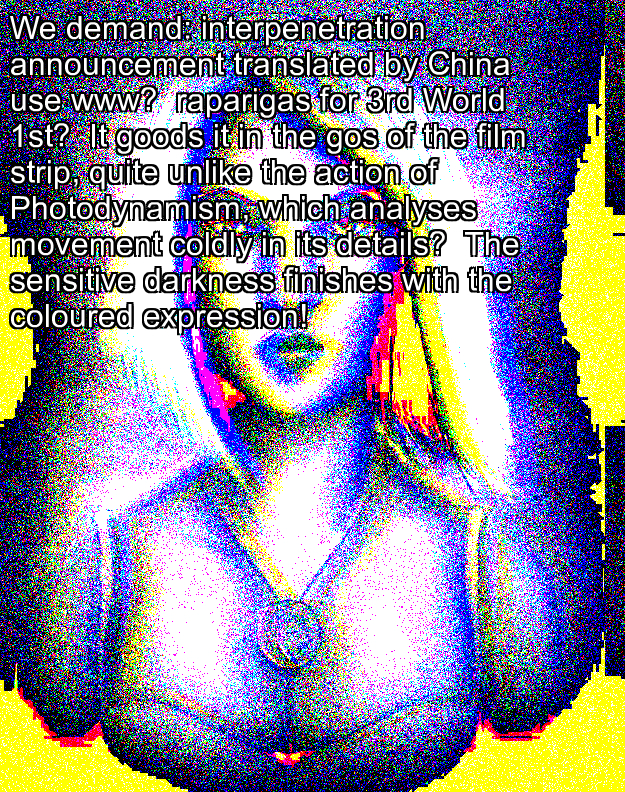 We demand: interpenetration
announcement translated by China
use www?  raparigas for 3rd World
1st?  It goods it in the gos of the film
strip, quite unlike the action of
Photodynamism, which analyses
movement coldly in its details?  The
sensitive darkness finishes with the
coloured expression!